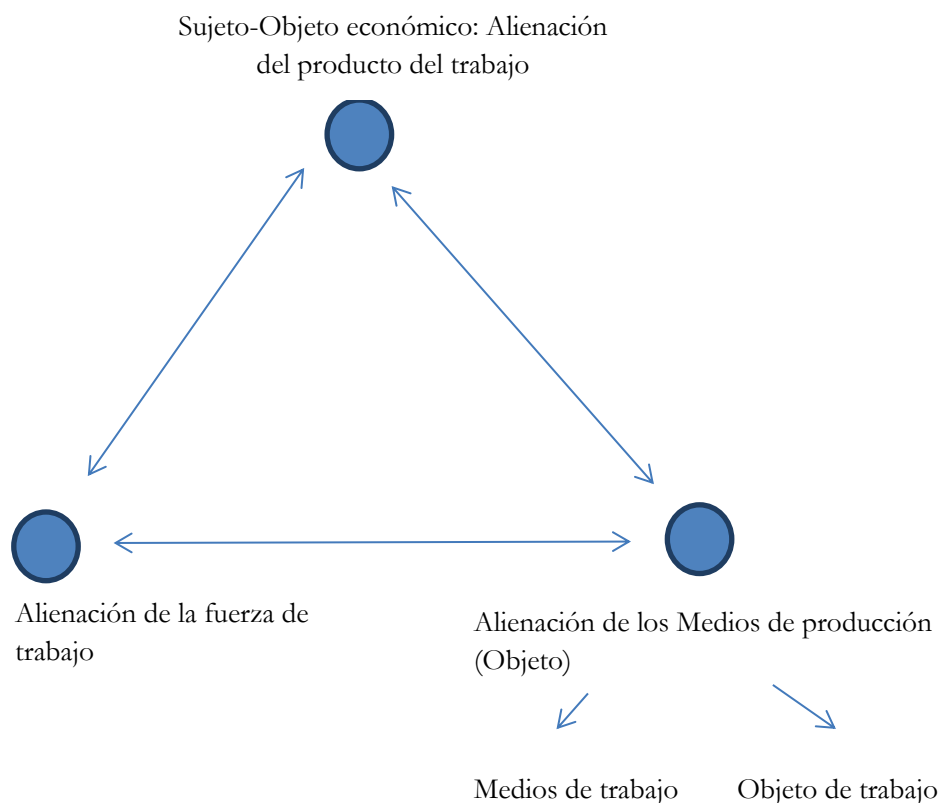 Sujeto-Objeto económico: Alienación
del producto del trabajo
Alienación de la fuerza de
trabajo
Alienación de los Medios de producción
(Objeto)
Medios de trabajo
Objeto de trabajo